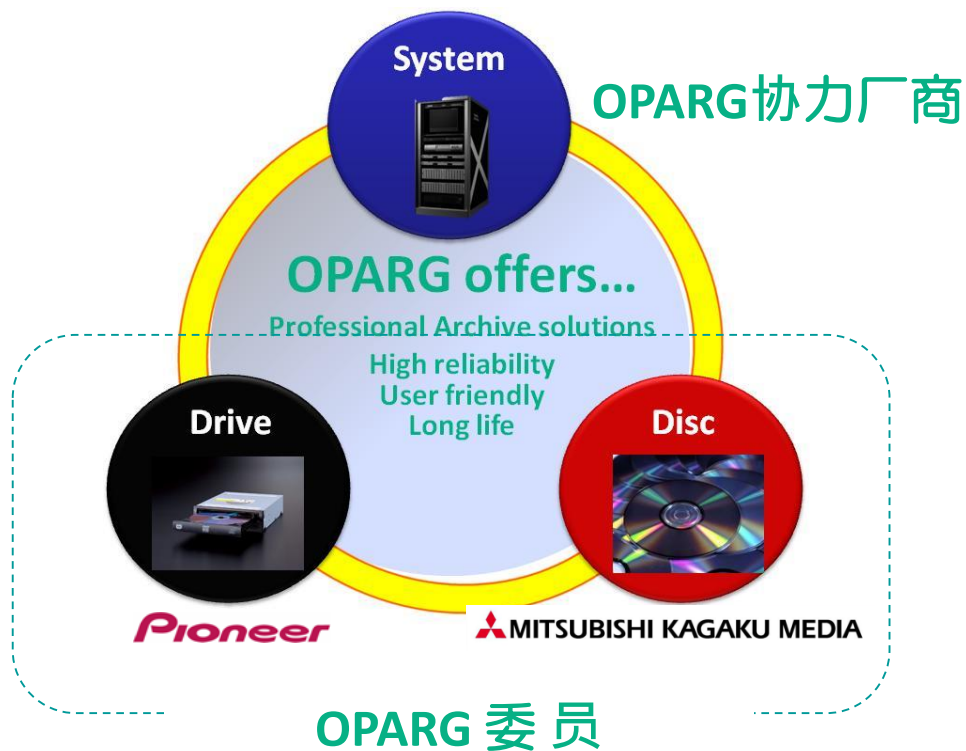 System
OPARG协力厂商
OPARG offers...
Professional Archive solutions
High reliability
User friendly
Long life
Drive
Disc
Pioneer
MITSUBISHI KAGAKU MEDIA
OPARG 委 员